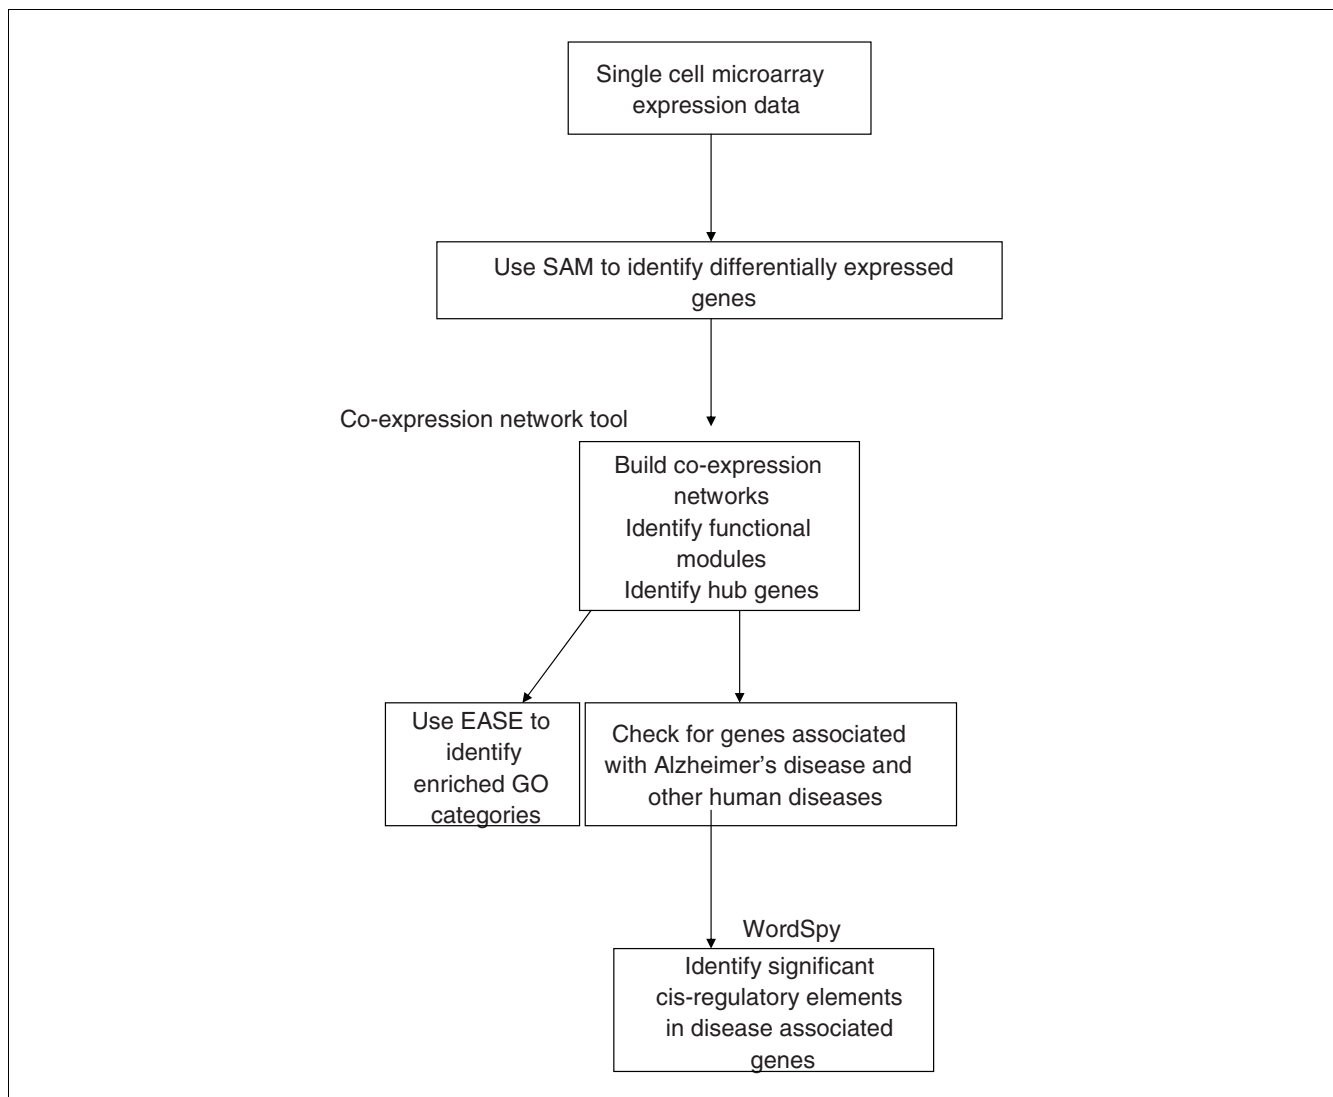 Single cell microarray
expression data
Use SAM to identify differentially expressed
genes
Co-expression network tool
Build co-expression
networks
Identify functional
modules
Identify hub genes
Use EASE to
identify
enriched GO
categories
Check for genes associated
with Alzheimer's disease and
other human diseases
WordSpy
Identify significant
cis-regulatory elements
in disease associated
genes